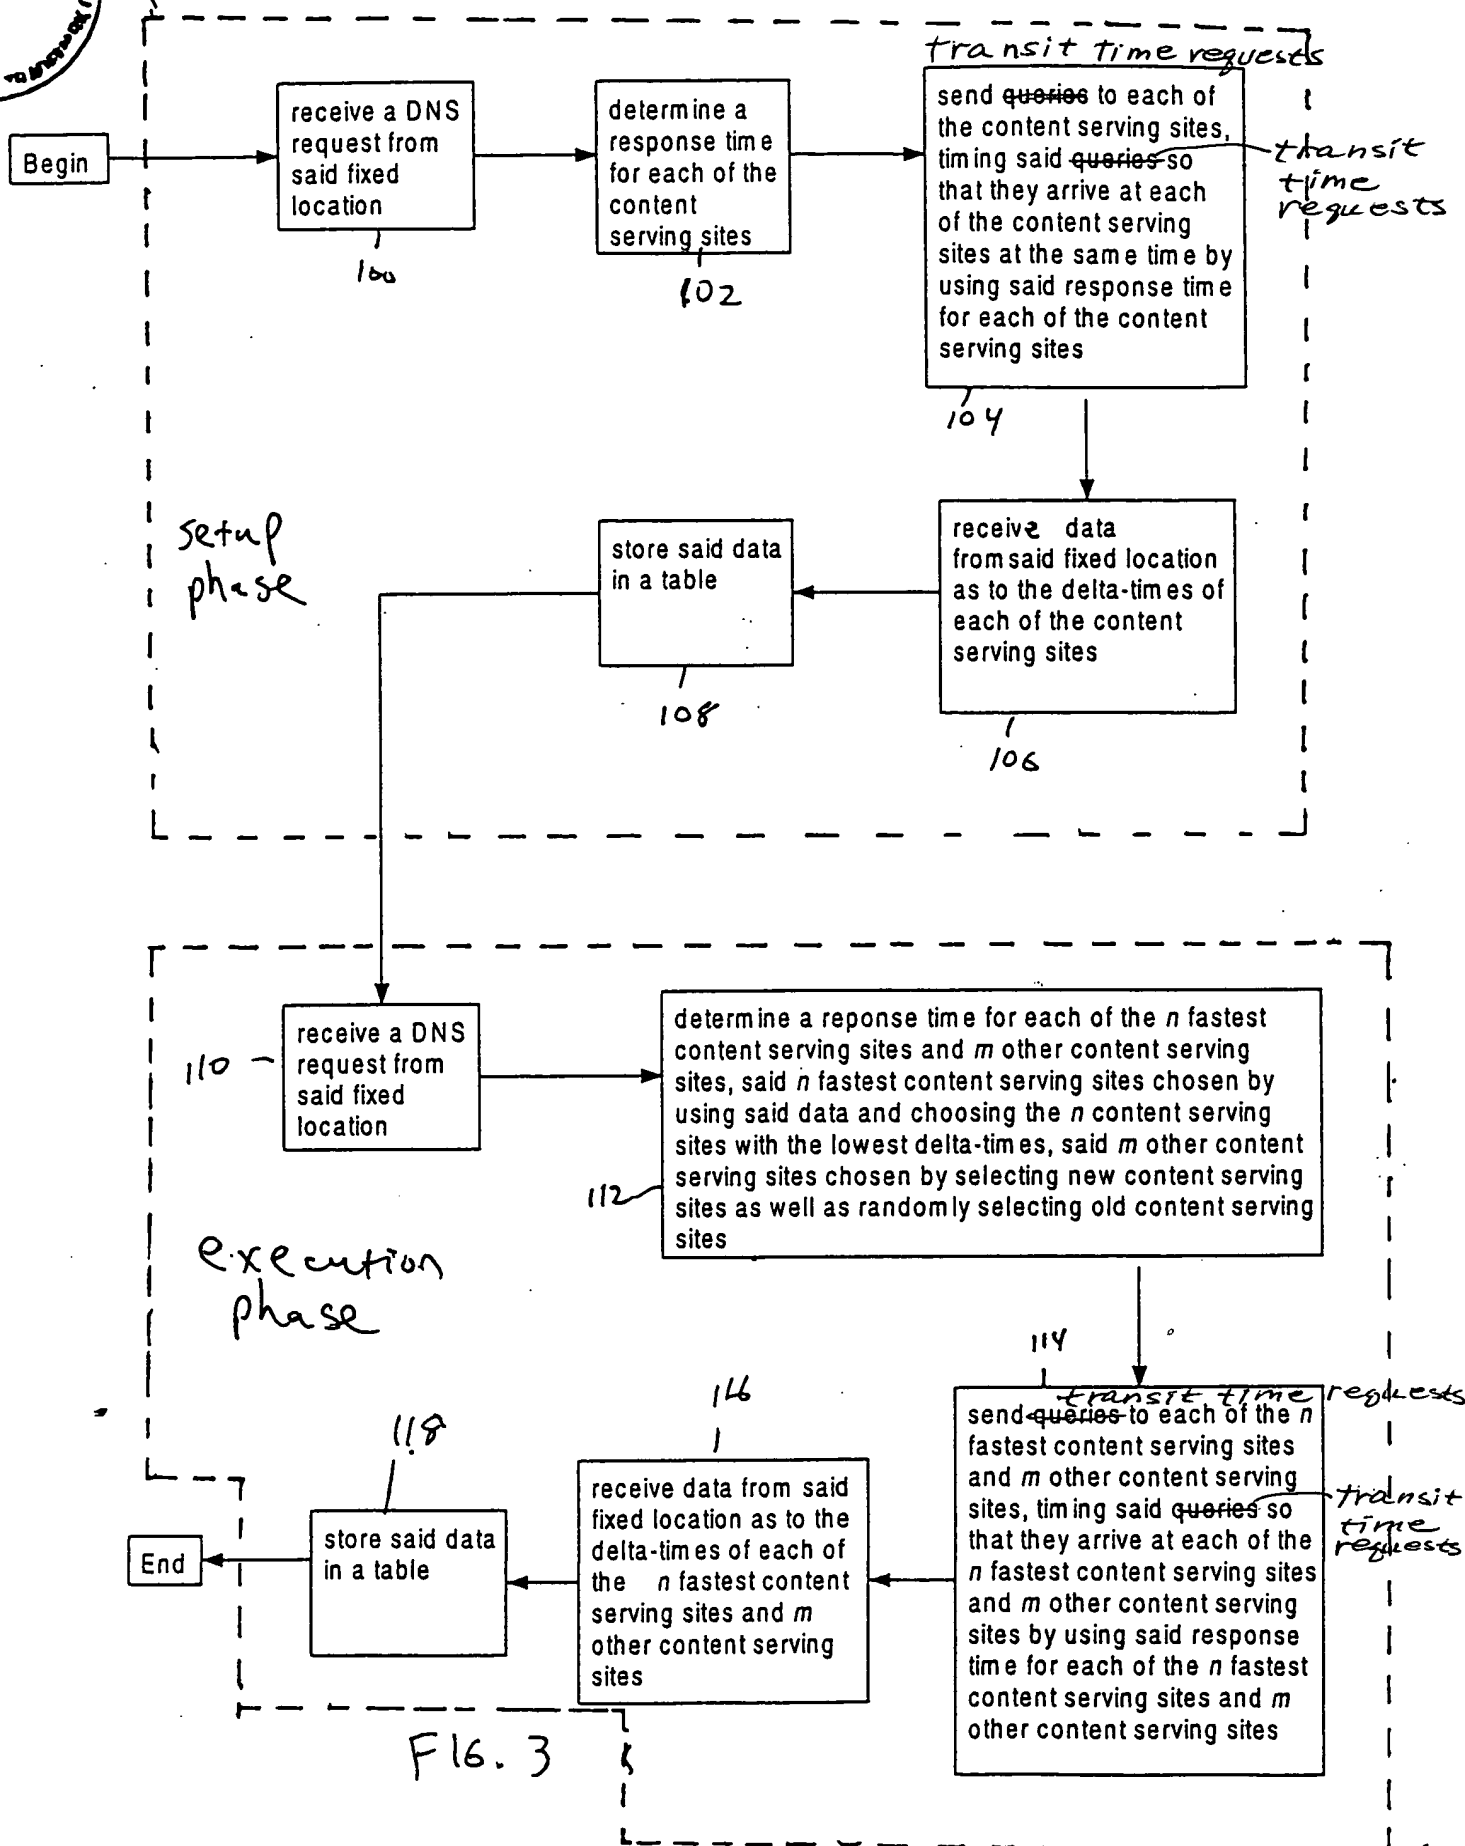 transit time requests
Begin
receive a DNS
request from
said fixed
location
100
determine a
response time
for each of the
content
serving sites
102
send queries to each of
the content serving sites,
timing said queries so
that they arrive at each
of the content serving
sites at the same time by
using said response time
for each of the content
serving sites
transit
time
requests
104
setup
phase
store said data
in a table
108
receive data
from said fixed location
as to the delta-times of
each of the content
serving sites
106
110
receive a DNS
request from
said fixed
location
determine a reponse time for each of the n fastest
content serving sites and m other content serving
sites, said n fastest content serving sites chosen by
using said data and choosing the n content serving
sites with the lowest delta-times, said m other content
serving sites chosen by selecting new content serving
sites as well as randomly selecting old content serving
sites
112
execution
phase
114
transit time requests
send queries to each of the n
fastest content serving sites
and m other content serving
sites, timing said queries so
that they arrive at each of the
n fastest content serving sites
and m other content serving
sites by using said response
time for each of the n fastest
content serving sites and m
other content serving sites
transit
time
requests
116
receive data from said
fixed location as to the
delta-times of each of
the n fastest content
serving sites and m
other content serving
sites
118
store said data
in a table
End
FIG. 3